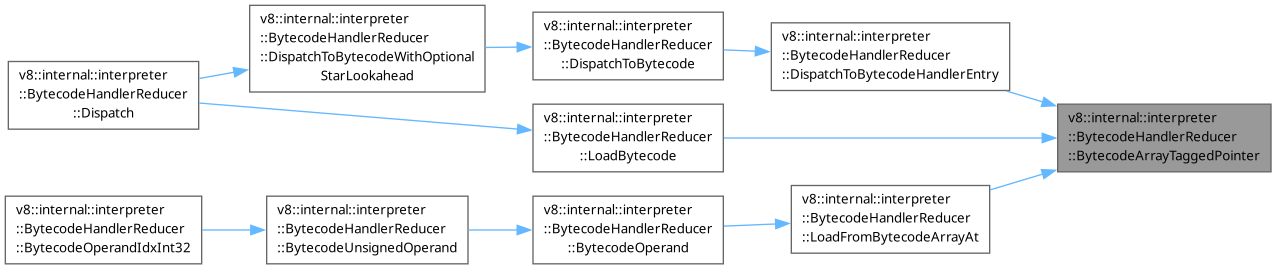 v8::internal::interpreter
::BytecodeHandlerReducer
::DispatchToBytecodeWithOptional
StarLookahead
v8::internal::interpreter
::BytecodeHandlerReducer
::DispatchToBytecode
v8::internal::interpreter
::BytecodeHandlerReducer
::DispatchToBytecodeHandlerEntry
v8::internal::interpreter
::BytecodeHandlerReducer
::Dispatch
v8::internal::interpreter
::BytecodeHandlerReducer
::LoadBytecode
v8::internal::interpreter
::BytecodeHandlerReducer
::BytecodeArrayTaggedPointer
v8::internal::interpreter
::BytecodeHandlerReducer
::BytecodeOperandIdxInt32
v8::internal::interpreter
::BytecodeHandlerReducer
::BytecodeUnsignedOperand
v8::internal::interpreter
::BytecodeHandlerReducer
::BytecodeOperand
v8::internal::interpreter
::BytecodeHandlerReducer
::LoadFromBytecodeArrayAt